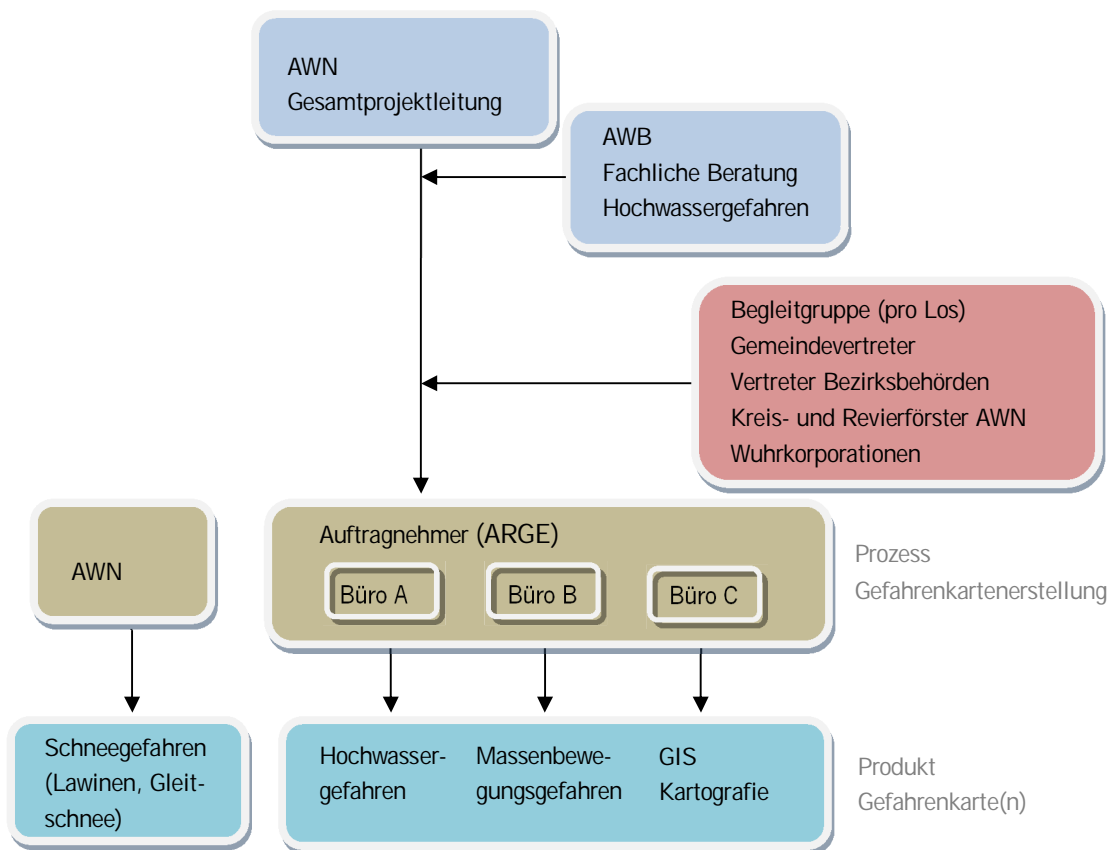 AWN
Gesamtprojektleitung
AWB
Fachliche Beratung
Hochwassergefahren
Begleitgruppe (pro Los)
Gemeindevertreter
Vertreter Bezirksbehörden
Kreis- und Revierförster AWN
Wuhrkorporationen
AWN
Auftragnehmer (ARGE)
Büro A
Büro B
Büro C
Prozess
Gefahrenkartenerstellung
Schneegefahren
(Lawinen, Gleit-
schnee)
Hochwasser-
gefahren
Massenbewe-
gungsgefahren
GIS
Kartografie
Produkt
Gefahrenkarte(n)